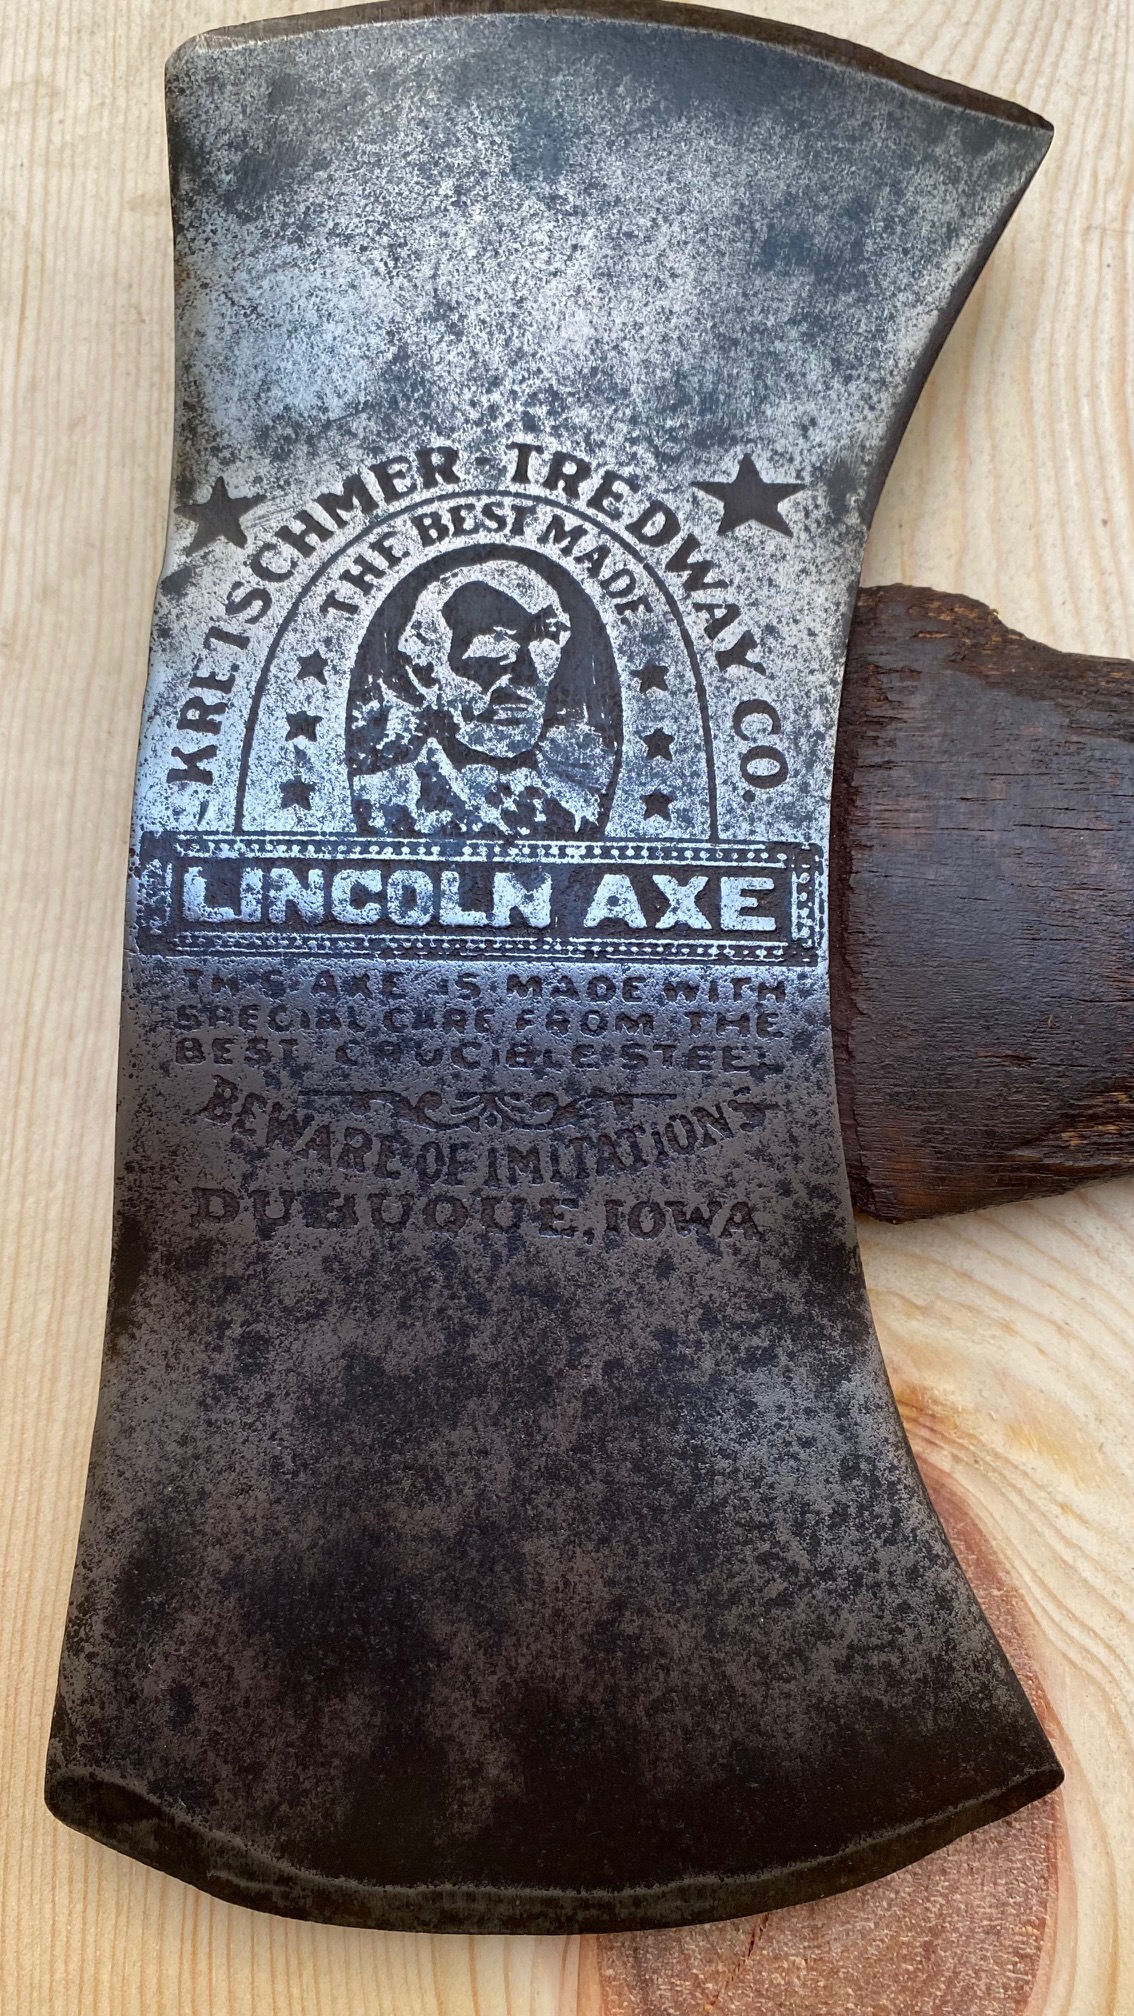 KRETSCHMER TREDWAY CO.
THE BEST MADE
LINCOLN AXE
THIS AXE IS MADE WITH
SPECIAL CARE FROM THE
BEST CRUCIBLE STEEL
BEWARE OF IMITATIONS
DUBUQUE, IOWA